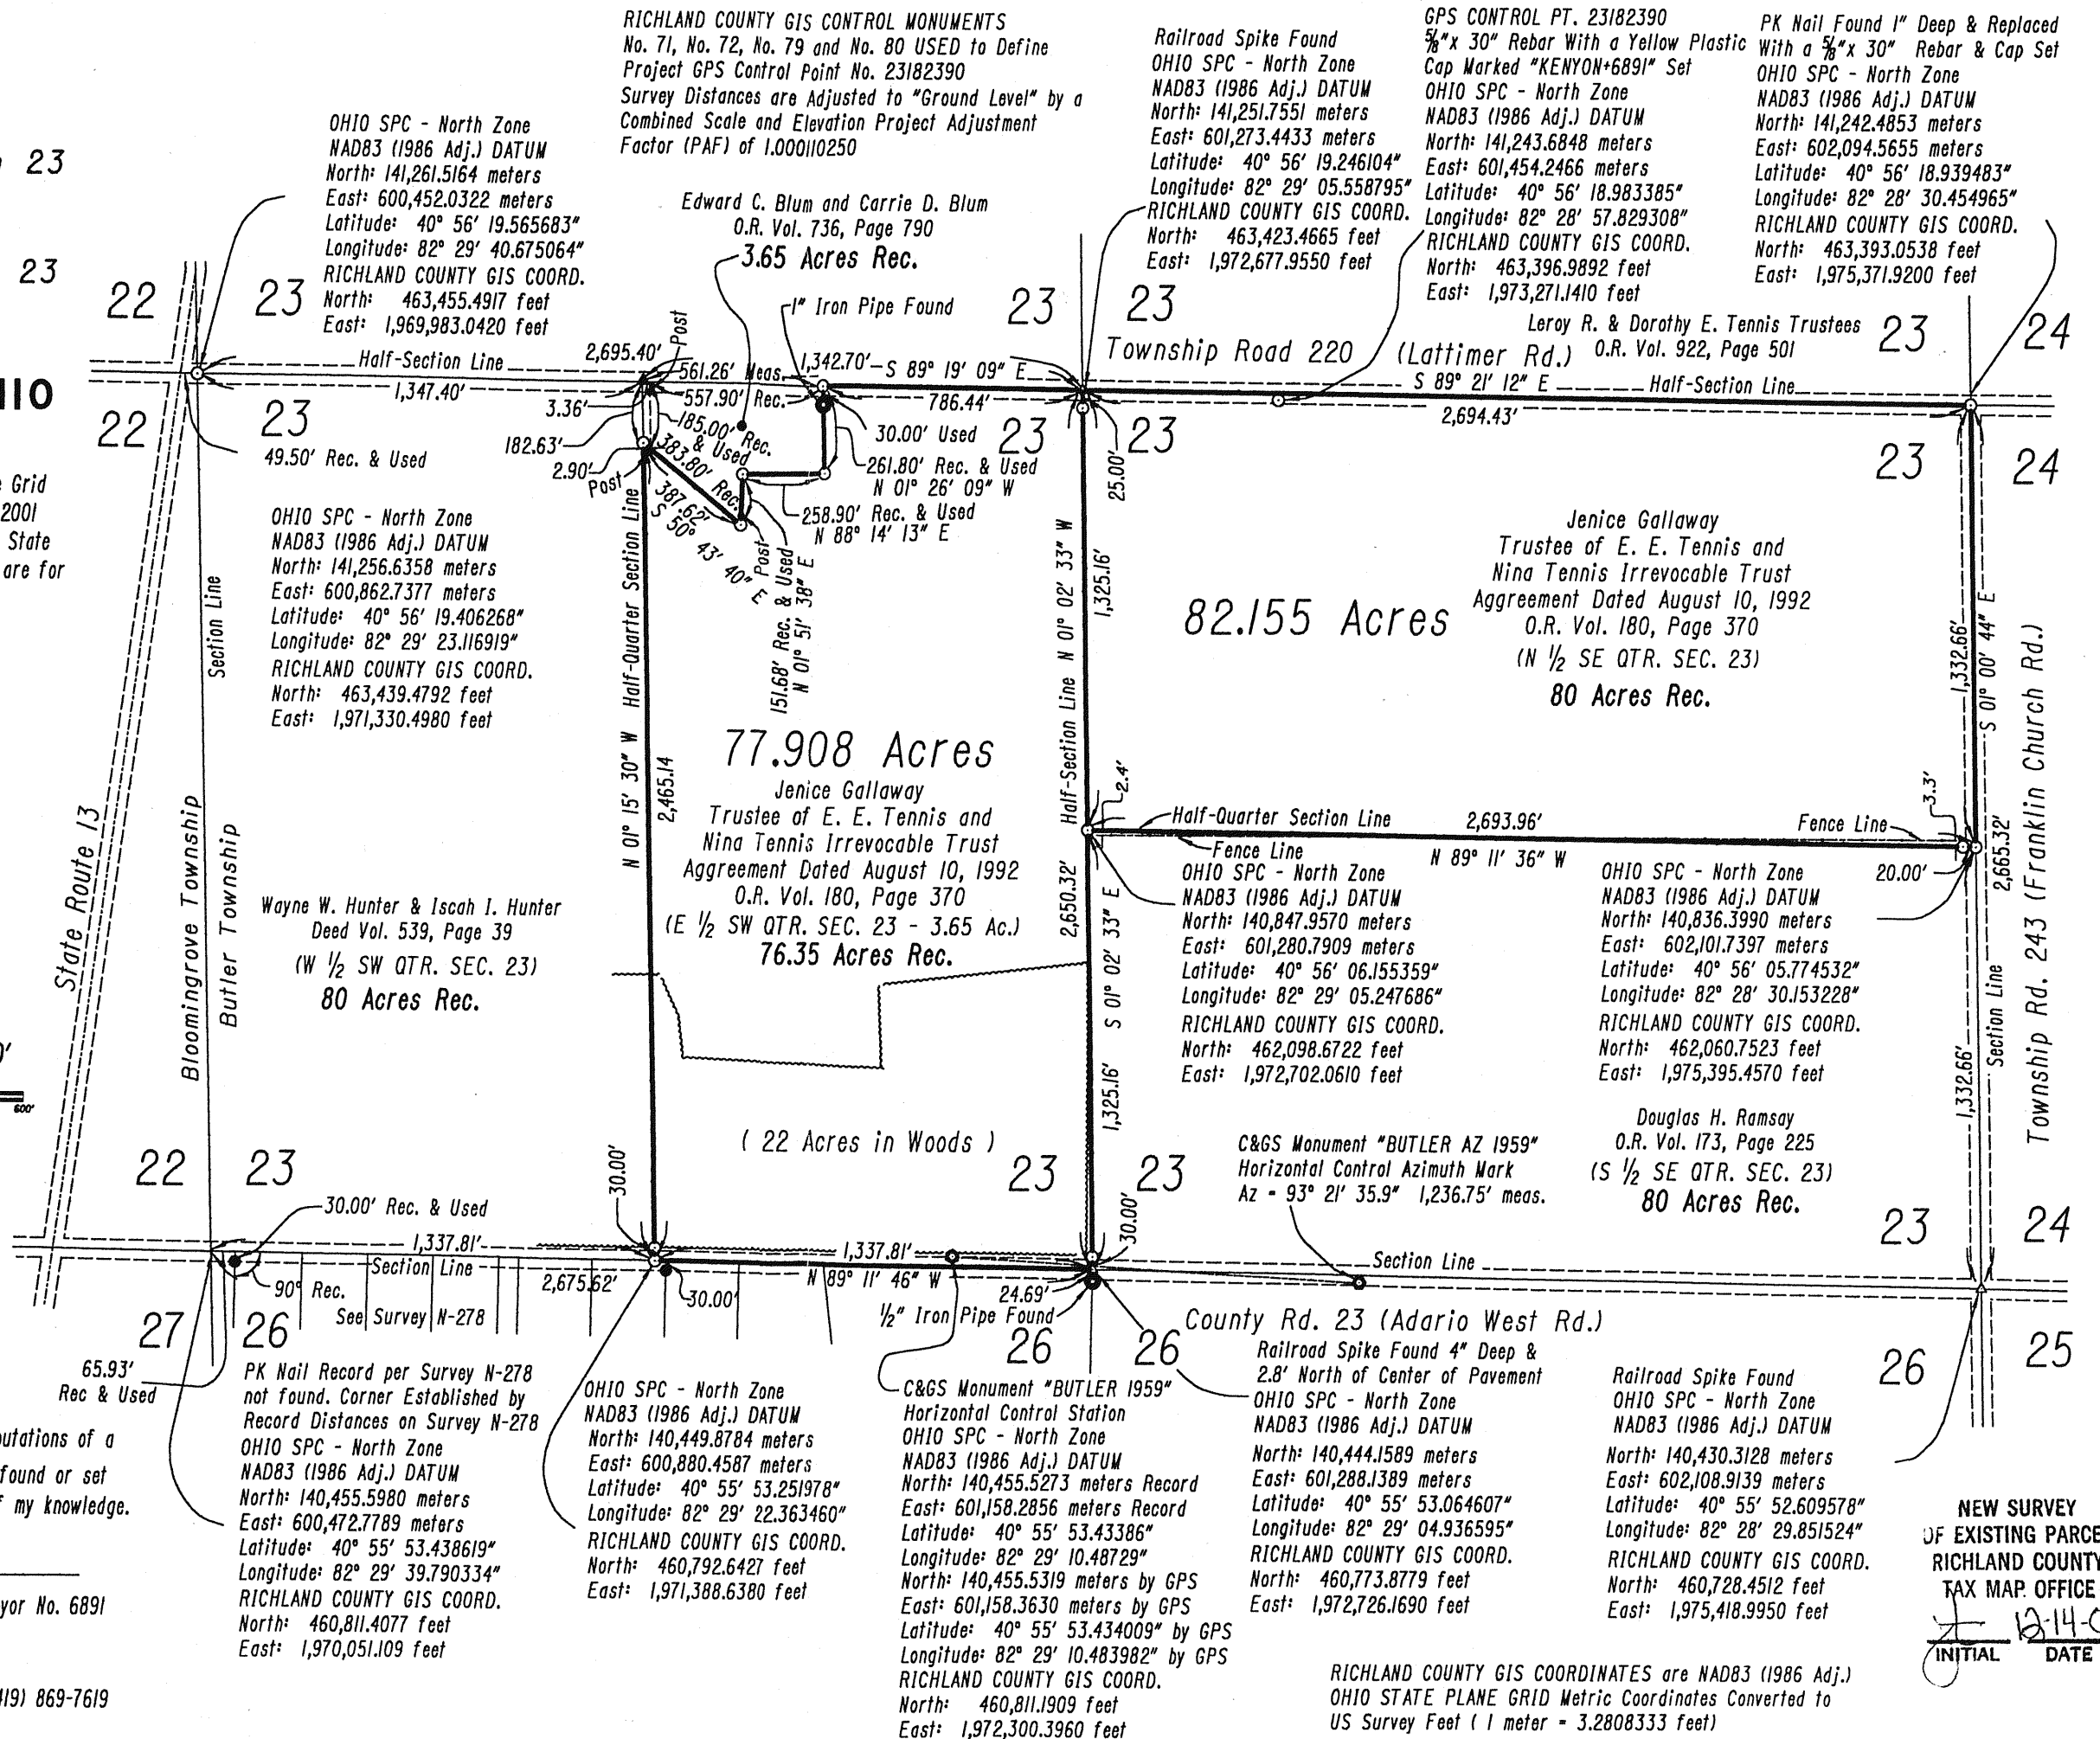 RICHLAND COUNTY GIS CONTROL MONUMENTS
No. 71, No. 72, No. 79 and No. 80 USED to Define
Project GPS Control Point No. 23182390
Survey Distances are Adjusted to "Ground Level" by a
Combined Scale and Elevation Project Adjustment
Factor (PAF) of 1.000110250
OHIO SPC - North Zone
NAD83 (1986 Adj.) DATUM
North: 141,261.5164 meters
East: 600,452.0322 meters
Latitude: 40° 56' 19.565683"
Longitude: 82° 29' 40.675064"
RICHLAND COUNTY GIS COORD.
North: 463,455.4917 feet
East: 1,969,983.0420 feet
Edward C. Blum and Carrie D. Blum
O.R. Vol. 736, Page 790
3.65 Acres Rec.
1" Iron Pipe Found
Railroad Spike Found
OHIO SPC - North Zone
NAD83 (1986 Adj.) DATUM
North: 141,251.7551 meters
East: 601,273.4433 meters
Latitude: 40° 56' 19.246104"
Longitude: 82° 29' 05.558795"
RICHLAND COUNTY GIS COORD.
North: 463,423.4665 feet
East: 1,972,677.9550 feet
GPS CONTROL PT. 23182390
5/8"x 30" Rebar With a Yellow Plastic
Cap Marked "KENYON+6891" Set
OHIO SPC - North Zone
NAD83 (1986 Adj.) DATUM
North: 141,243.6848 meters
East: 601,454.2466 meters
Latitude: 40° 56' 18.983385"
Longitude: 82° 28' 57.829308"
RICHLAND COUNTY GIS COORD.
North: 463,396.9892 feet
East: 1,973,271.1410 feet
PK Nail Found 1" Deep & Replaced
With a 5/8"x 30" Rebar & Cap Set
OHIO SPC - North Zone
NAD83 (1986 Adj.) DATUM
North: 141,242.4853 meters
East: 602,094.5655 meters
Latitude: 40° 56' 18.939483"
Longitude: 82° 28' 30.454965"
RICHLAND COUNTY GIS COORD.
North: 463,393.0538 feet
East: 1,975,371.9200 feet
Leroy R. & Dorothy E. Tennis Trustees
O.R. Vol. 922, Page 501
23
23
22
23
23
23
23
24
Township Road 220 (Lattimer Rd.)
Half-Section Line
2,695.40'
Post
561.26' Meas.
1,342.70'
S 89° 19' 09" E
S 89° 21' 12" E
Half-Section Line
1,347.40'
3.36'
557.90' Rec.
786.44'
2,694.43'
110
22
23
23
23
23
24
49.50' Rec. & Used
182.63'
2.90'
Post
185.00' Rec.
& Used
383.80' Rec.
387.62'
S 50° 43' 40" E
Post
30.00' Used
261.80' Rec. & Used
N 01° 26' 09" W
258.90' Rec. & Used
N 88° 14' 13" E
151.68' Rec. & Used
N 01° 51' 38" E
25.00'
Grid
2001
State
are for
OHIO SPC - North Zone
NAD83 (1986 Adj.) DATUM
North: 141,256.6358 meters
East: 600,862.7377 meters
Latitude: 40° 56' 19.406268"
Longitude: 82° 29' 23.116919"
RICHLAND COUNTY GIS COORD.
North: 463,439.4792 feet
East: 1,971,330.4980 feet
Section Line
Half-Quarter Section Line
N 01° 15' 30" W
2,465.14
Half-Section Line N 01° 02' 33" W
1,325.16'
82.155 Acres
Jenice Gallaway
Trustee of E. E. Tennis and
Nina Tennis Irrevocable Trust
Aggreement Dated August 10, 1992
O.R. Vol. 180, Page 370
(N 1/2 SE QTR. SEC. 23)
80 Acres Rec.
1,332.66'
S 01° 00' 44" E
Township Rd. 243 (Franklin Church Rd.)
77.908 Acres
Jenice Gallaway
Trustee of E. E. Tennis and
Nina Tennis Irrevocable Trust
Aggreement Dated August 10, 1992
O.R. Vol. 180, Page 370
(E 1/2 SW QTR. SEC. 23 - 3.65 Ac.)
76.35 Acres Rec.
State Route 13
Bloomingrove Township
Butler Township
Wayne W. Hunter & Iscah I. Hunter
Deed Vol. 539, Page 39
(W 1/2 SW QTR. SEC. 23)
80 Acres Rec.
2.4'
Half-Quarter Section Line
2,693.96'
Fence Line
3.3'
Fence Line
N 89° 11' 36" W
20.00'
2,665.32'
2,650.32'
S 01° 02' 33" E
1,325.16'
OHIO SPC - North Zone
NAD83 (1986 Adj.) DATUM
North: 140,847.9570 meters
East: 601,280.7909 meters
Latitude: 40° 56' 06.155359"
Longitude: 82° 29' 05.247686"
RICHLAND COUNTY GIS COORD.
North: 462,098.6722 feet
East: 1,972,702.0610 feet
OHIO SPC - North Zone
NAD83 (1986 Adj.) DATUM
North: 140,836.3990 meters
East: 602,101.7397 meters
Latitude: 40° 56' 05.774532"
Longitude: 82° 28' 30.153228"
RICHLAND COUNTY GIS COORD.
North: 462,060.7523 feet
East: 1,975,395.4570 feet
Section Line
1,332.66'
600'
( 22 Acres in Woods )
C&GS Monument "BUTLER AZ 1959"
Horizontal Control Azimuth Mark
Az = 93° 21' 35.9" 1,236.75' meas.
Douglas H. Ramsay
O.R. Vol. 173, Page 225
(S 1/2 SE QTR. SEC. 23)
80 Acres Rec.
22
23
23
23
23
24
30.00' Rec. & Used
30.00'
30.00'
1,337.81'
1,337.81'
Section Line
Section Line
90° Rec.
2,675.62'
30.00'
N 89° 11' 46" W
24.69'
1/2" Iron Pipe Found
See Survey N-278
County Rd. 23 (Adario West Rd.)
27
26
26
26
26
25
65.93'
Rec & Used
PK Nail Record per Survey N-278
not found. Corner Established by
Record Distances on Survey N-278
OHIO SPC - North Zone
NAD83 (1986 Adj.) DATUM
North: 140,455.5980 meters
East: 600,472.7789 meters
Latitude: 40° 55' 53.438619"
Longitude: 82° 29' 39.790334"
RICHLAND COUNTY GIS COORD.
North: 460,811.4077 feet
East: 1,970,051.109 feet
OHIO SPC - North Zone
NAD83 (1986 Adj.) DATUM
North: 140,449.8784 meters
East: 600,880.4587 meters
Latitude: 40° 55' 53.251978"
Longitude: 82° 29' 22.363460"
RICHLAND COUNTY GIS COORD.
North: 460,792.6427 feet
East: 1,971,388.6380 feet
C&GS Monument "BUTLER 1959"
Horizontal Control Station
OHIO SPC - North Zone
NAD83 (1986 Adj.) DATUM
North: 140,455.5273 meters Record
East: 601,158.2856 meters Record
Latitude: 40° 55' 53.43386"
Longitude: 82° 29' 10.48729"
North: 140,455.5319 meters by GPS
East: 601,158.3630 meters by GPS
Latitude: 40° 55' 53.434009" by GPS
Longitude: 82° 29' 10.483982" by GPS
RICHLAND COUNTY GIS COORD.
North: 460,811.1909 feet
East: 1,972,300.3960 feet
Railroad Spike Found 4" Deep &
2.8' North of Center of Pavement
OHIO SPC - North Zone
NAD83 (1986 Adj.) DATUM
North: 140,444.1589 meters
East: 601,288.1389 meters
Latitude: 40° 55' 53.064607"
Longitude: 82° 29' 04.936595"
RICHLAND COUNTY GIS COORD.
North: 460,773.8779 feet
East: 1,972,726.1690 feet
Railroad Spike Found
OHIO SPC - North Zone
NAD83 (1986 Adj.) DATUM
North: 140,430.3128 meters
East: 602,108.9139 meters
Latitude: 40° 55' 52.609578"
Longitude: 82° 28' 29.851524"
RICHLAND COUNTY GIS COORD.
North: 460,728.4512 feet
East: 1,975,418.9950 feet
utations of a
found or set
my knowledge.
yor No. 6891
419) 869-7619
NEW SURVEY
OF EXISTING PARCE
RICHLAND COUNTY
TAX MAP OFFICE
12-14-0
INITIAL DATE
RICHLAND COUNTY GIS COORDINATES are NAD83 (1986 Adj.)
OHIO STATE PLANE GRID Metric Coordinates Converted to
US Survey Feet ( 1 meter = 3.2808333 feet)